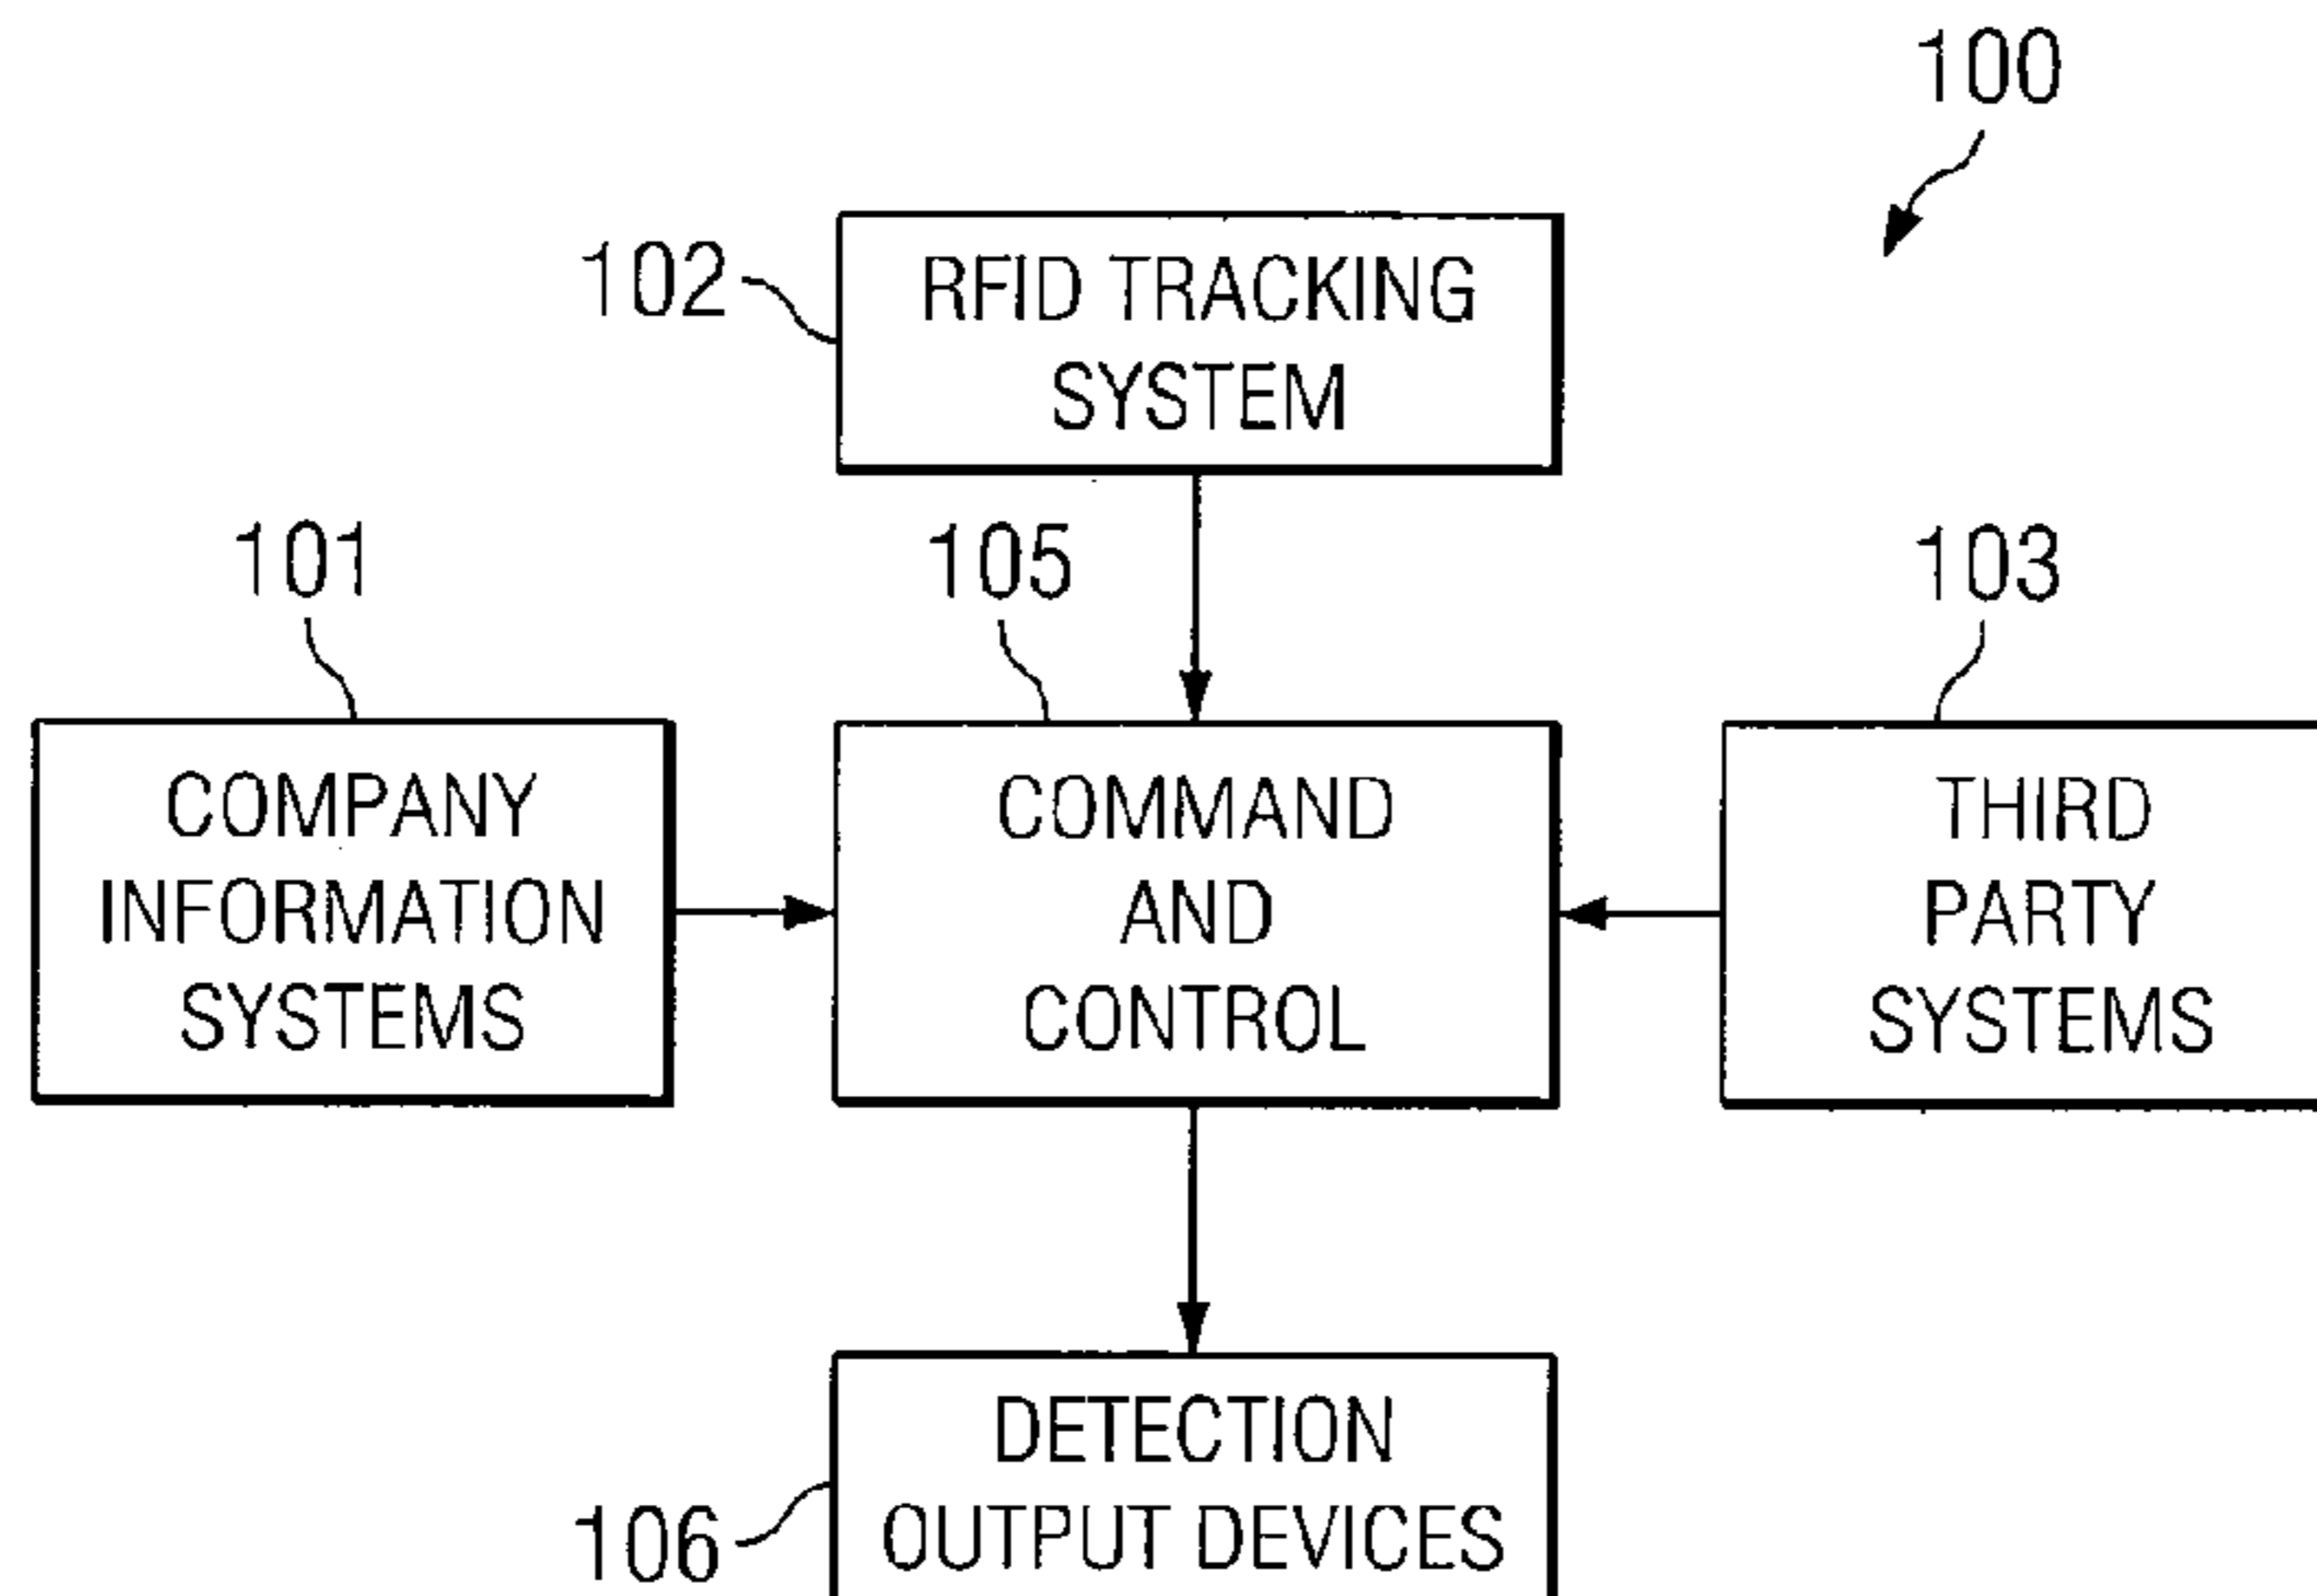 100
102
RFID TRACKING
SYSTEM
101
105
103
COMPANY
INFORMATION
SYSTEMS
COMMAND
AND
CONTROL
THIRD
PARTY
SYSTEMS
DETECTION
OUTPUT DEVICES
106